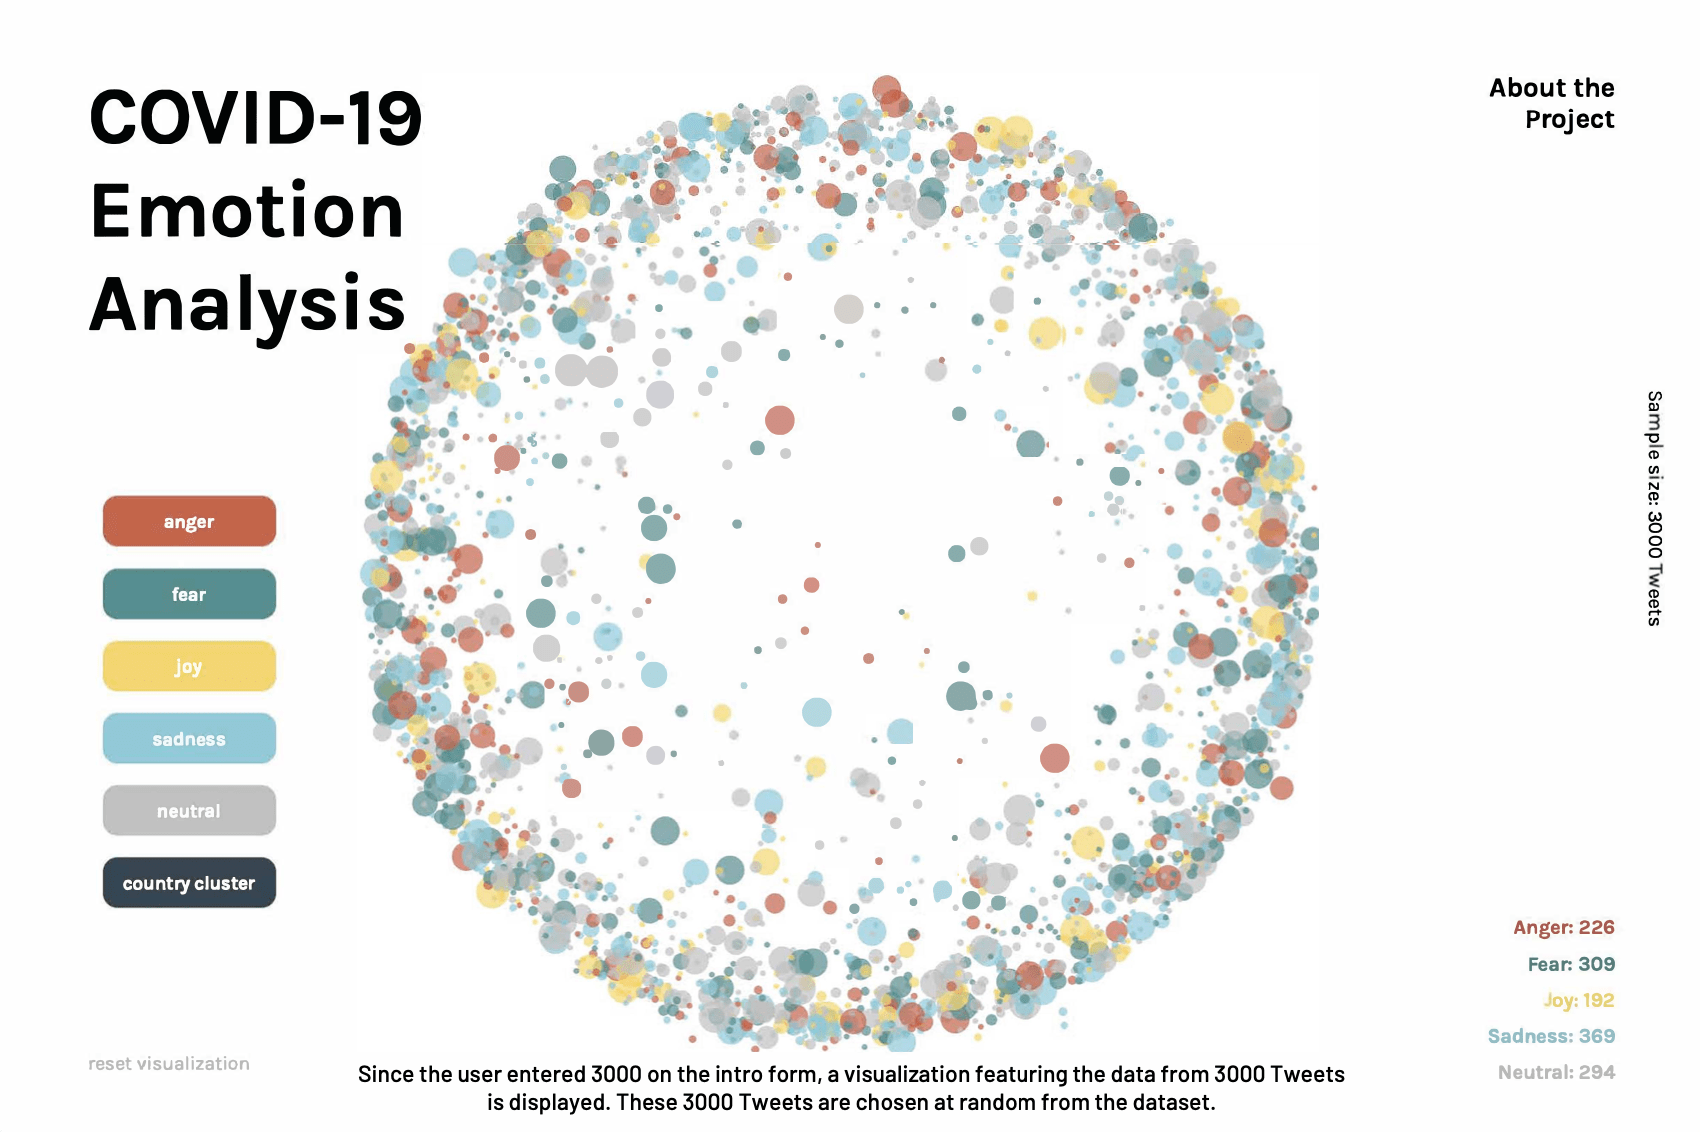 COVID-19
Emotion
Analysis
About the
Project
anger
fear
joy
sadness
neutral
country cluster
reset visualization
Sample size: 3000 Tweets
Anger: 226
Fear: 309
Joy: 192
Sadness: 369
Neutral: 294
Since the user entered 3000 on the intro form, a visualization featuring the data from 3000 Tweets
is displayed. These 3000 Tweets are chosen at random from the dataset.